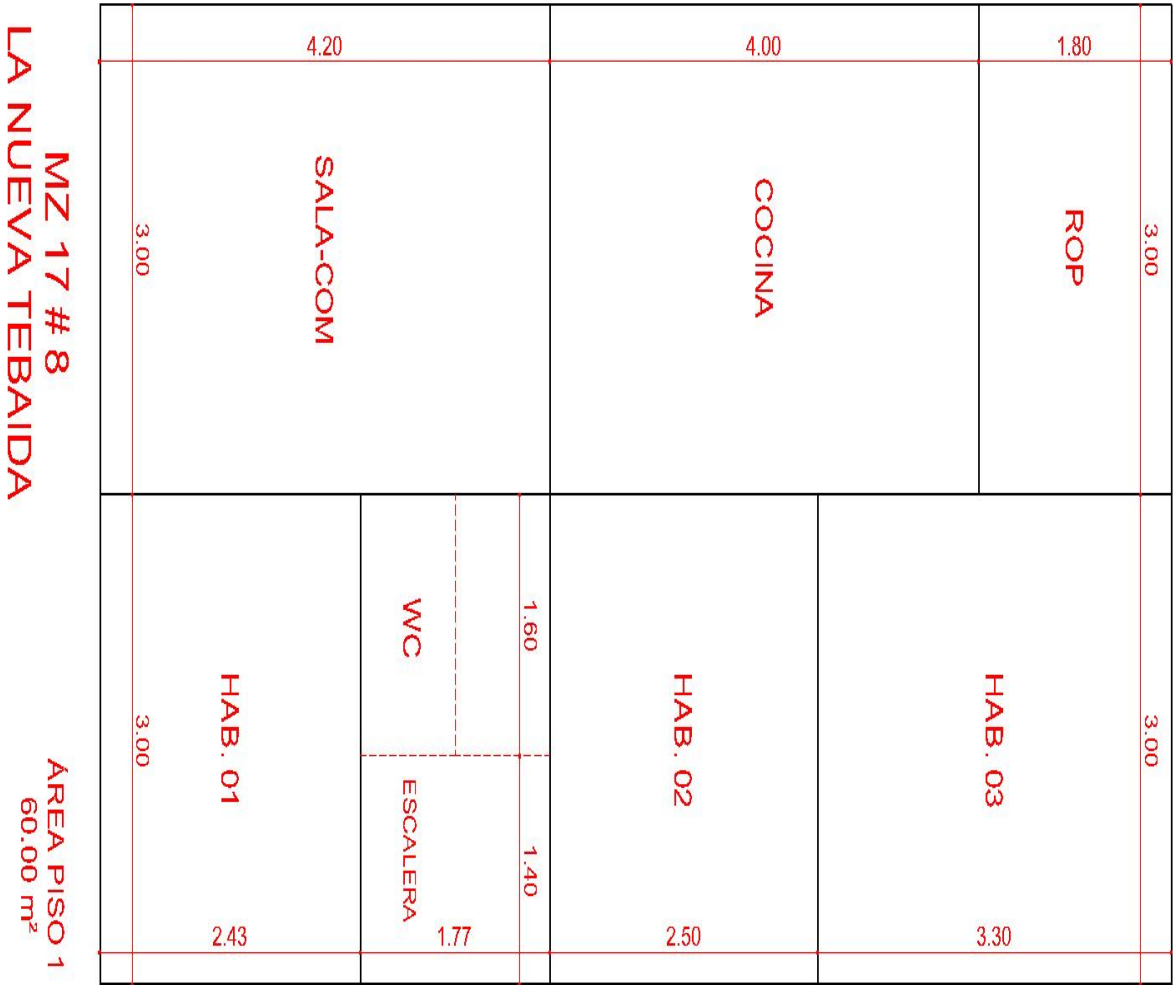 4.20
4.00
1.80
SALA-COM
COCINA
ROP
3.00
3.00
HAB. 01
WC
ESCALERA
HAB. 02
HAB. 03
1.60
1.40
3.00
3.00
2.43
1.77
2.50
3.30
MZ 17 # 8
LA NUEVA TEBAIDA
ÁREA PISO 1
60.00 m²